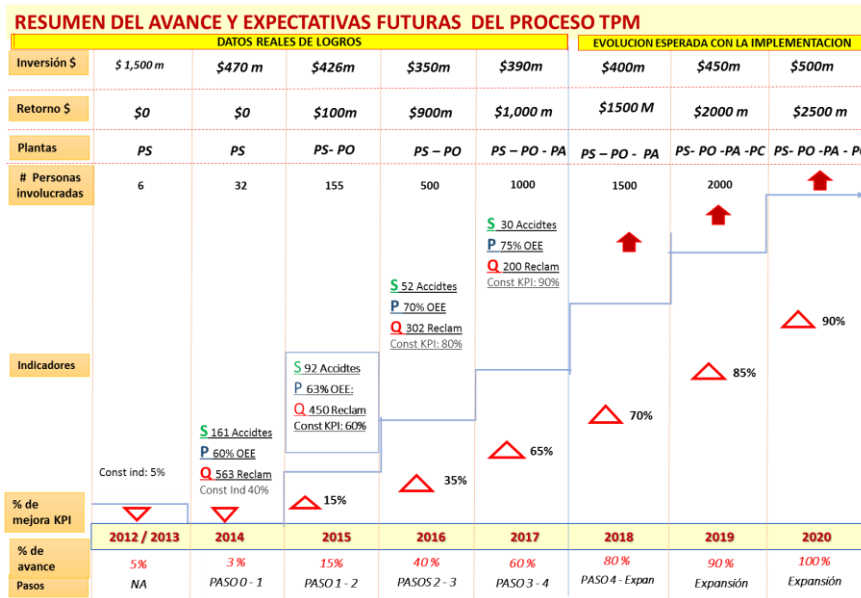 RESUMEN DEL AVANCE Y EXPECTATIVAS FUTURAS DEL PROCESO TPM
DATOS REALES DE LOGROS EVOLUCION ESPERADA CON LA IMPLEMENTACION
Inversión $ $ 1,500 m $470 m $426m $350m $390m $400m $450m $500m
Retorno $ $0 $0 $100m $900m $1,000 m $1500 M $2000 m $2500 m
Plantas PS PS PS- PO PS – PO PS – PO - PA PS – PO - PA PS- PO -PA -PC PS- PO -PA - PC
# Personas
involucradas 6 32 155 500 1000 1500 2000
S 30 Accidtes
P 75% OEE
Q 200 Reclam
Const KPI: 90%
S 52 Accidtes
P 70% OEE
Q 302 Reclam
Const KPI: 80%
90%
Indicadores
S 92 Accidtes
P 63% OEE:
Q 450 Reclam
Const KPI: 60%
85%
70%
S 161 Accidtes
P 60% OEE
Q 563 Reclam
Const Ind 40%
65%
Const ind: 5%
35%
15%
% de
mejora KPI
2012 / 2013 2014 2015 2016 2017 2018 2019 2020
% de
avance 5% 3 % 15% 40 % 60 % 80 % 90 % 100 %
Pasos NA PASO 0 - 1 PASO 1 - 2 PASOS 2 - 3 PASO 3 - 4 PASO 4 - Expan Expansión Expansión